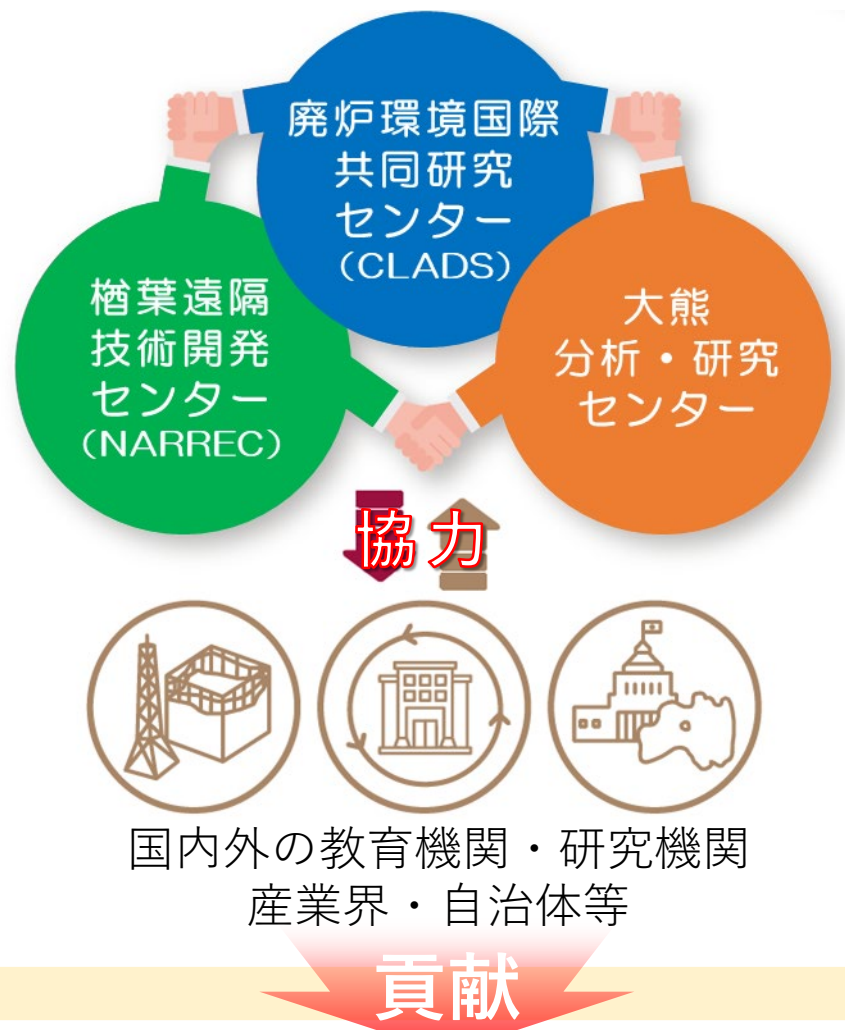 廃炉環境国際
共同研究
センター
(CLADS)
楢葉遠隔
技術開発
センター
(NARREC)
大熊
分析・研究
センター
協力
国内外の教育機関・研究機関
産業界・自治体等
貢献